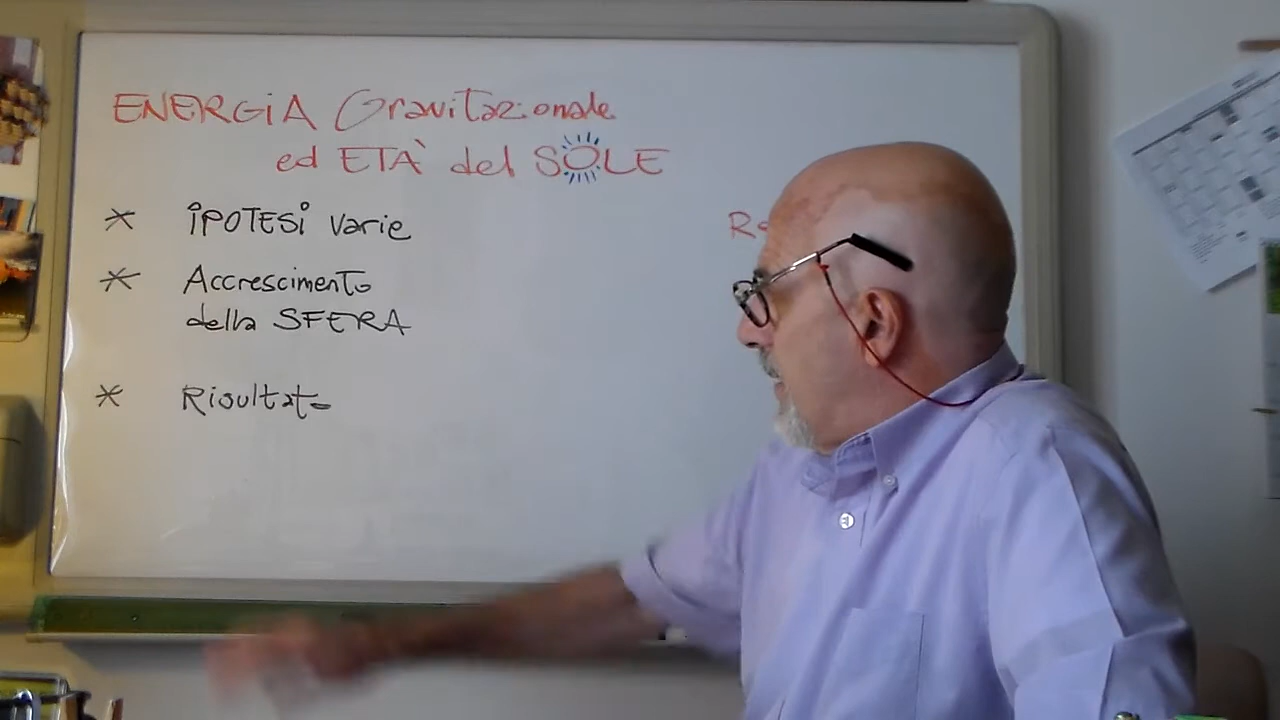 ENERGiA Gravitazionale
ed ETÀ del SOLE
* iPOTESi Varie
* Accrescimento
della SFERA
* Risultato